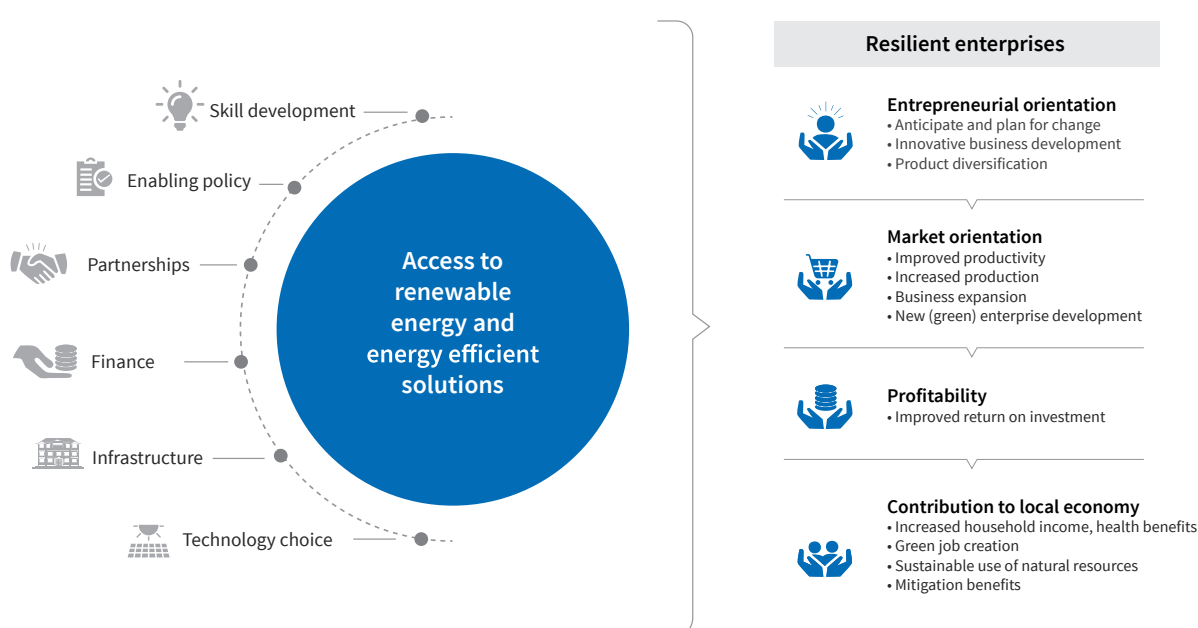 Skill development
Enabling policy
Partnerships
Finance
Infrastructure
Technology choice
Access to
renewable
energy and
energy efficient
solutions
Resilient enterprises
Entrepreneurial orientation
• Anticipate and plan for change
• Innovative business development
• Product diversification
Market orientation
• Improved productivity
• Increased production
• Business expansion
• New (green) enterprise development
Profitability
• Improved return on investment
Contribution to local economy
• Increased household income, health benefits
• Green job creation
• Sustainable use of natural resources
• Mitigation benefits